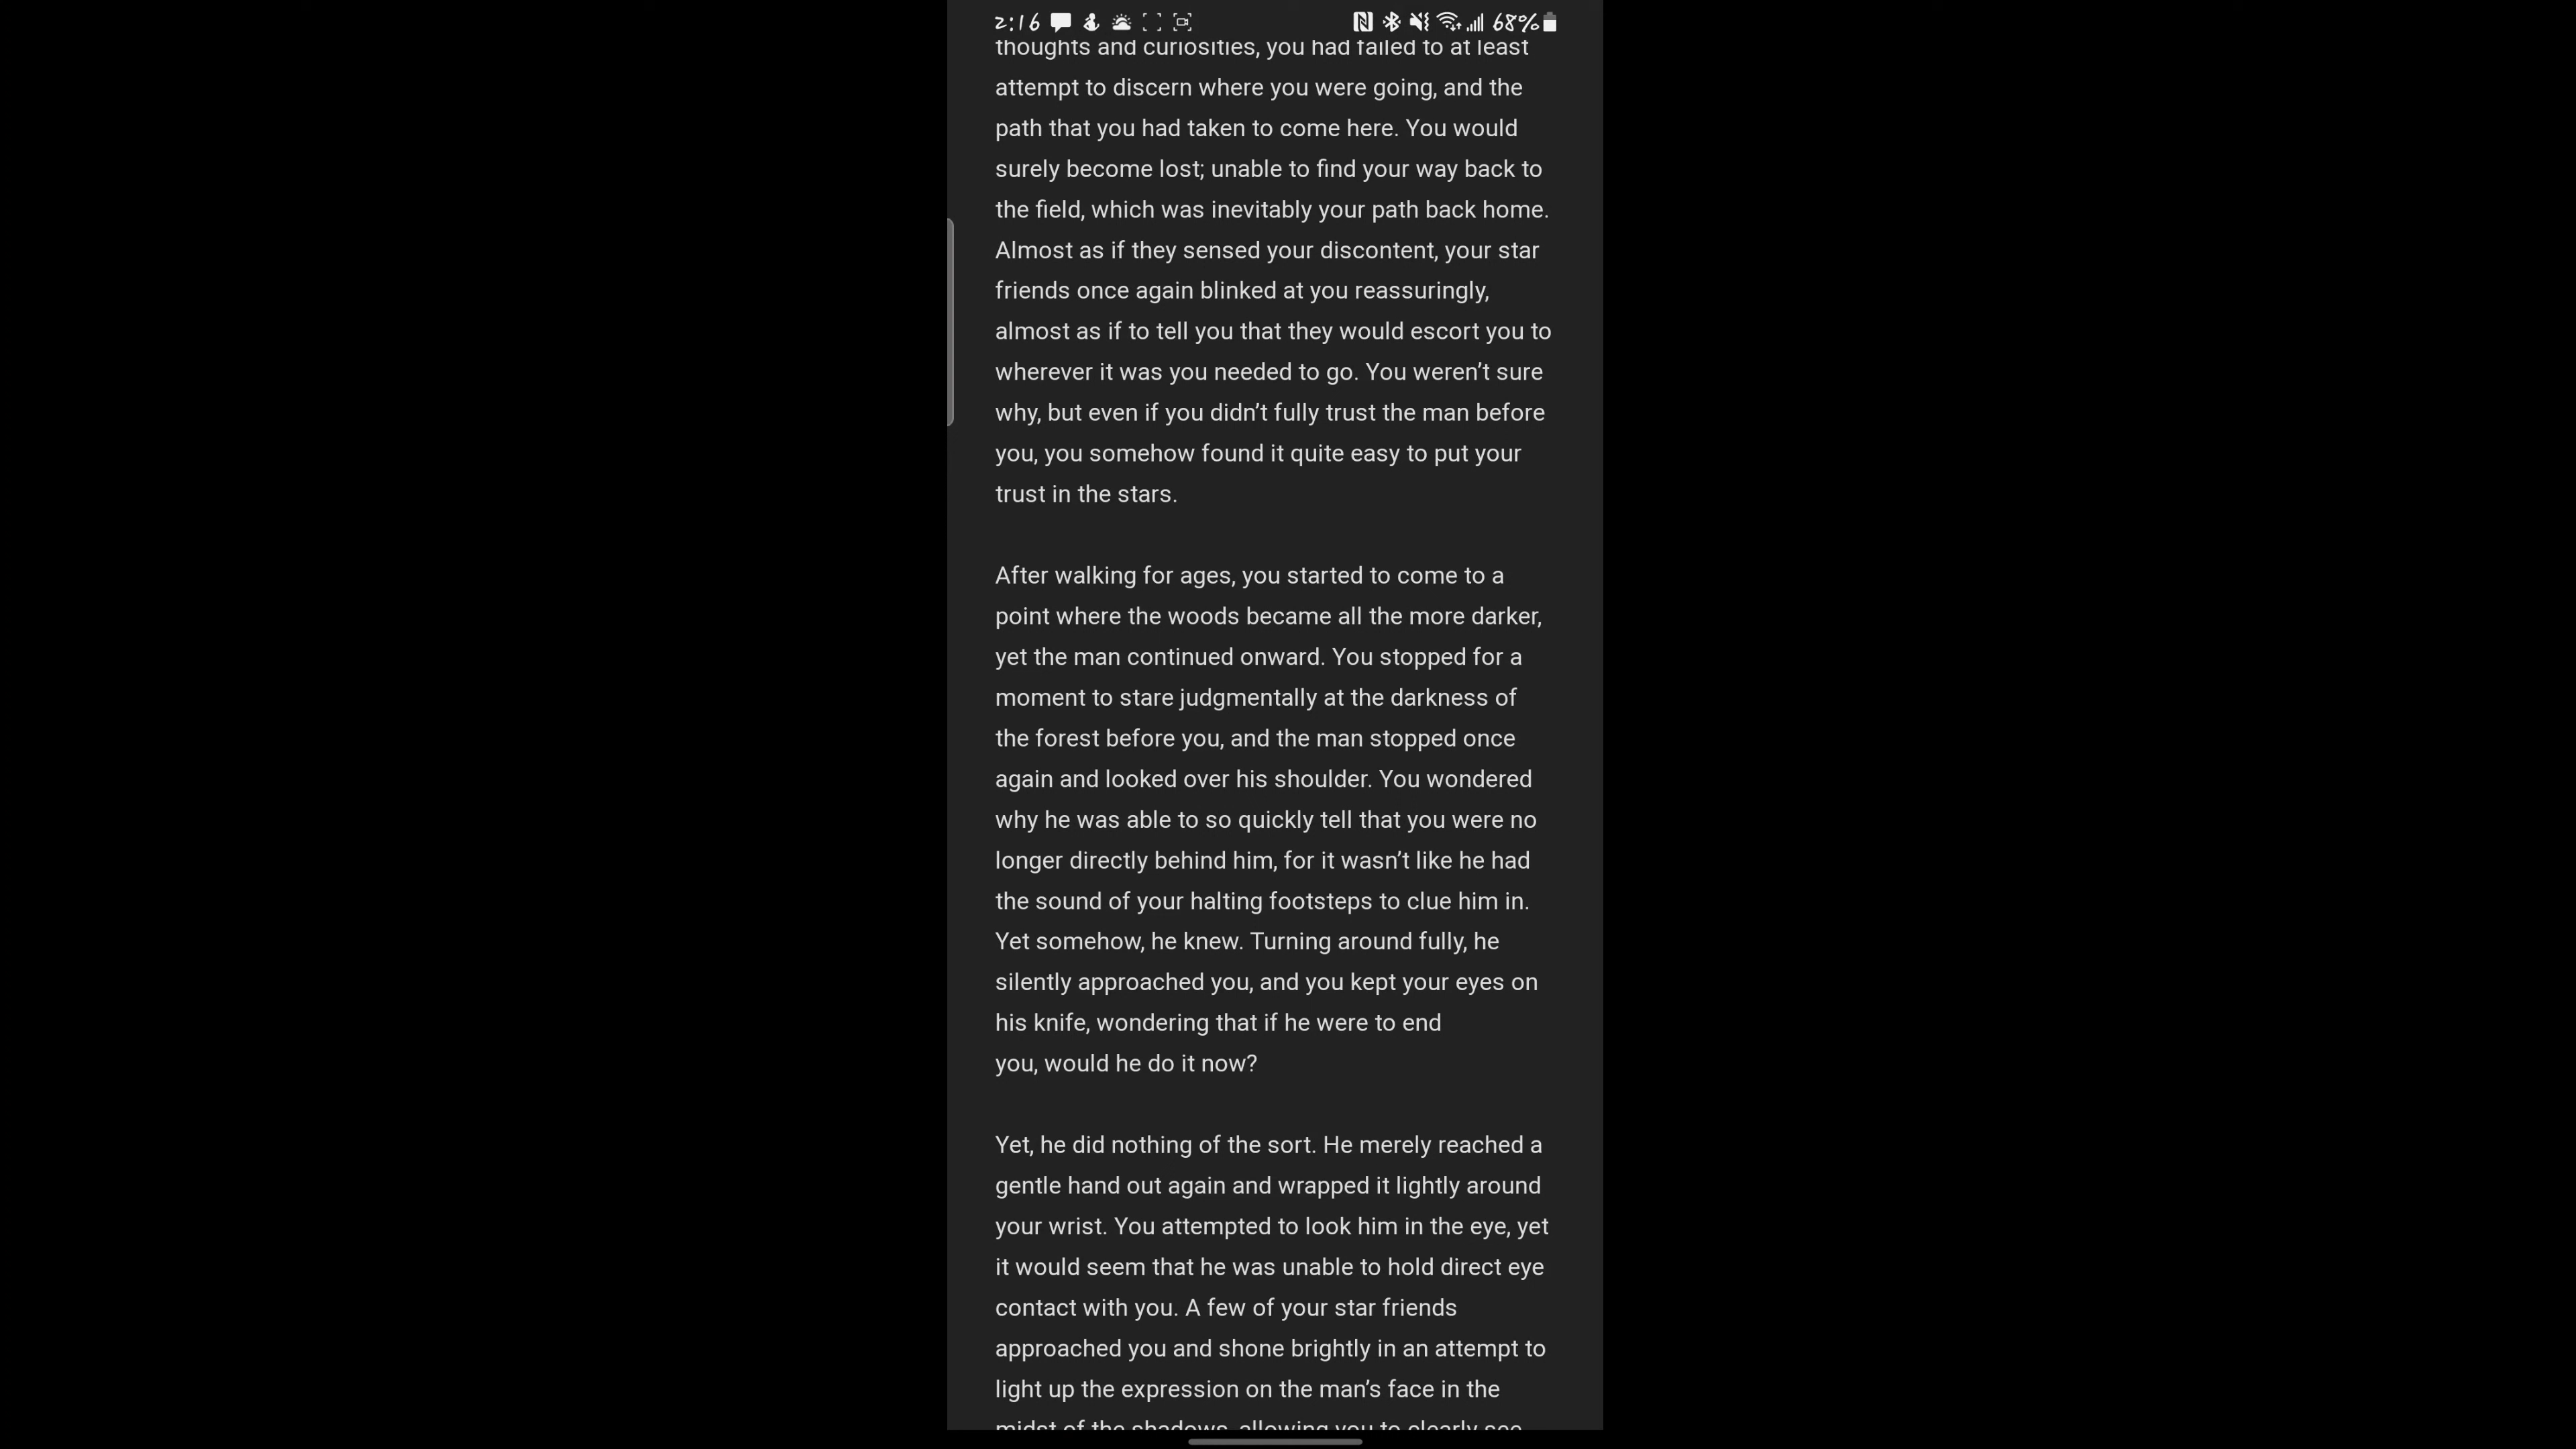 2:16
68%
thoughts and curiosities, you had failed to at least
attempt to discern where you were going, and the
path that you had taken to come here. You would
surely become lost; unable to find your way back to
the field, which was inevitably your path back home.
Almost as if they sensed your discontent, your star
friends once again blinked at you reassuringly,
almost as if to tell you that they would escort you to
wherever it was you needed to go. You weren’t sure
why, but even if you didn’t fully trust the man before
you, you somehow found it quite easy to put your
trust in the stars.
After walking for ages, you started to come to a
point where the woods became all the more darker,
yet the man continued onward. You stopped for a
moment to stare judgmentally at the darkness of
the forest before you, and the man stopped once
again and looked over his shoulder. You wondered
why he was able to so quickly tell that you were no
longer directly behind him, for it wasn’t like he had
the sound of your halting footsteps to clue him in.
Yet somehow, he knew. Turning around fully, he
silently approached you, and you kept your eyes on
his knife, wondering that if he were to end
you, would he do it now?
Yet, he did nothing of the sort. He merely reached a
gentle hand out again and wrapped it lightly around
your wrist. You attempted to look him in the eye, yet
it would seem that he was unable to hold direct eye
contact with you. A few of your star friends
approached you and shone brightly in an attempt to
light up the expression on the man’s face in the
midst of the shadows, allowing you to clearly see